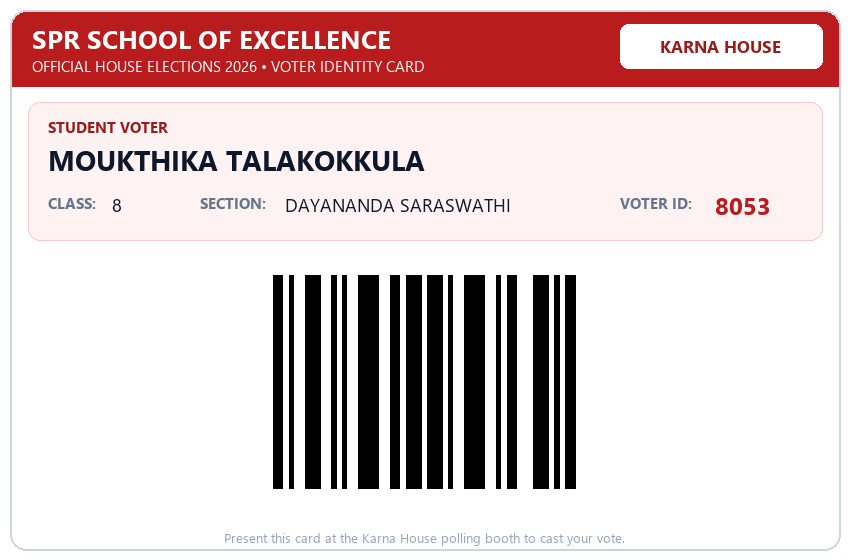 SPR SCHOOL OF EXCELLENCE
OFFICIAL HOUSE ELECTIONS 2026 • VOTER IDENTITY CARD
KARNA HOUSE
STUDENT VOTER
MOUKTHIKA TALAKOKKULA
CLASS: 8 SECTION: DAYANANDA SARASWATHI VOTER ID: 8053
Present this card at the Karna House polling booth to cast your vote.